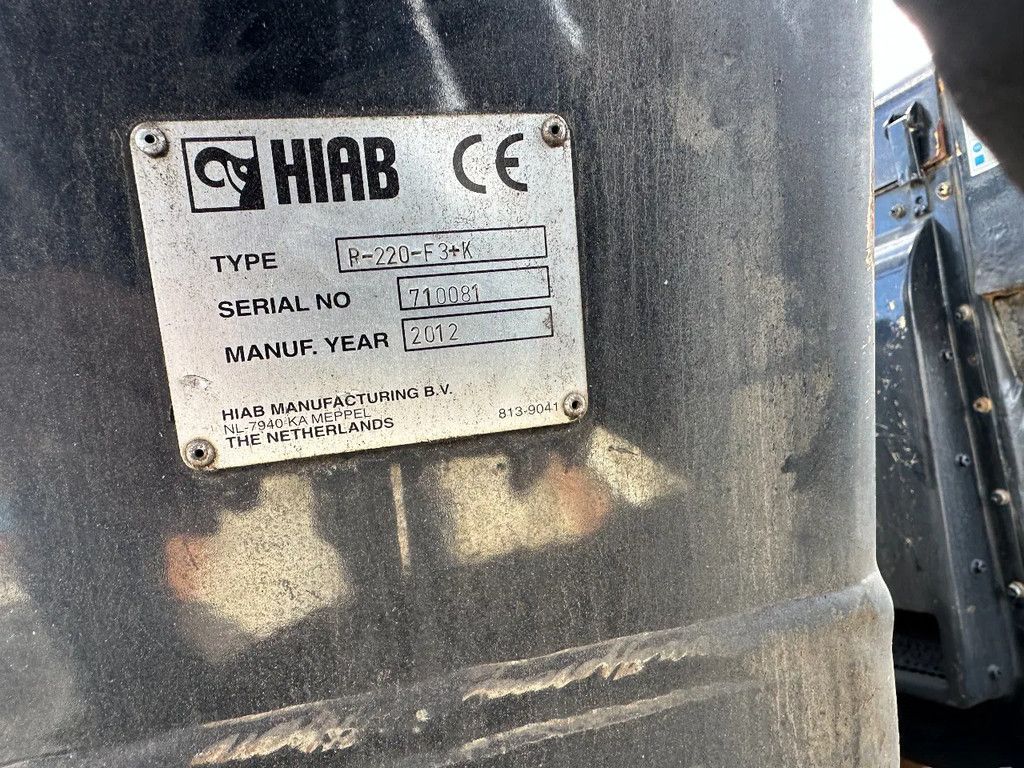 HIAB CE
TYPE R-220-F3+K
SERIAL NO 710081
MANUF. YEAR 2012
HIAB MANUFACTURING B.V.
NL-7940 KA MEPPEL 813-9041
THE NETHERLANDS